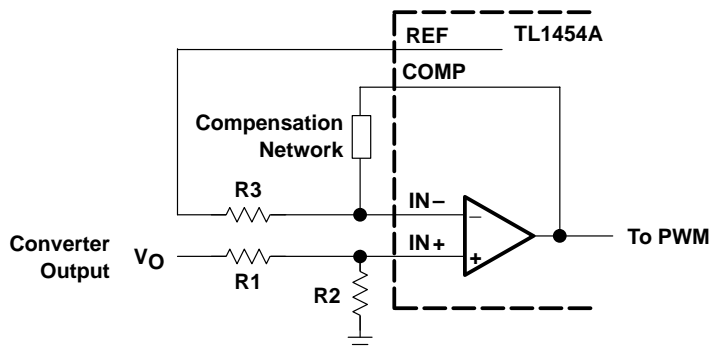 REF
TL1454A
COMP
Compensation
Network
R3
IN−
−
Converter
Output
VO
R1
IN+
+
To PWM
R2